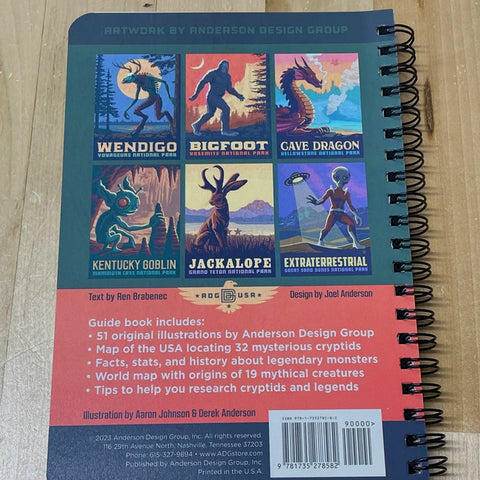 ARTWORK BY ANDERSON DESIGN GROUP
WENDIGO
VOYAGEURS NATIONAL PARK
BIGFOOT
YOSEMITE NATIONAL PARK
CAVE DRAGON
YELLOWSTONE NATIONAL PARK
KENTUCKY GOBLIN
MAMMOTH CAVE NATIONAL PARK
JACKALOPE
GRAND TETON NATIONAL PARK
EXTRATERRESTRIAL
GREAT SAND DUNES NATIONAL PARK
Text by Ren Brabenec
ADG USA
Design by Joel Anderson
Guide book includes:
• 51 original illustrations by Anderson Design Group
• Map of the USA locating 32 mysterious cryptids
• Facts, stats, and history about legendary monsters
• World map with origins of 19 mythical creatures
• Tips to help you research cryptids and legends
Illustration by Aaron Johnson & Derek Anderson
2023 Anderson Design Group, Inc. All rights reserved.
116 29th Avenue North, Nashville, Tennessee 37203
Phone: 615-327-9894 • www.ADGstore.com
Published by Anderson Design Group, Inc.
Printed in the U.S.A.
90000>
9 781735 278582